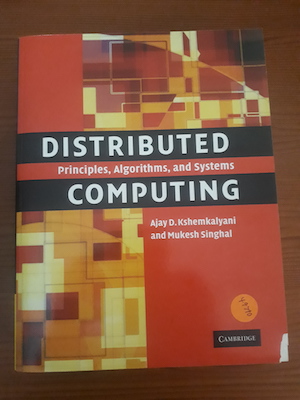 DISTRIBUTED
Principles, Algorithms, and Systems
COMPUTING
Ajay D. Kshemkalyani
and Mukesh Singhal
CAMBRIDGE